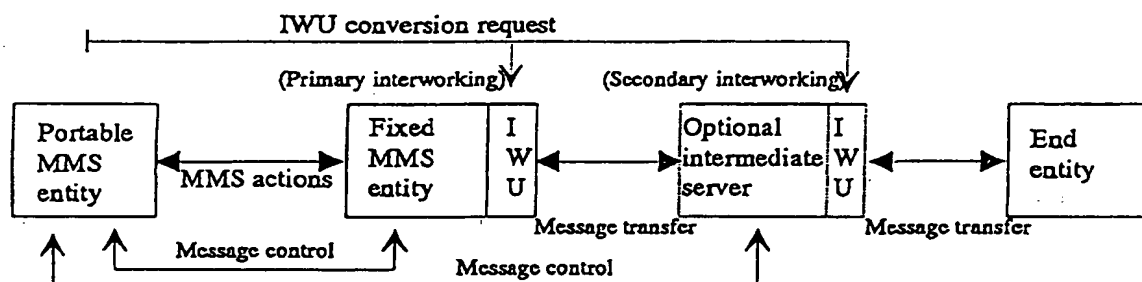 IWU conversion request
(Primary interworking)
(Secondary interworking)
Portable
MMS
entity
MMS actions
Fixed
MMS
entity
I
W
U
Message transfer
Optional
intermediate
server
I
W
U
Message transfer
End
entity
Message control
Message control